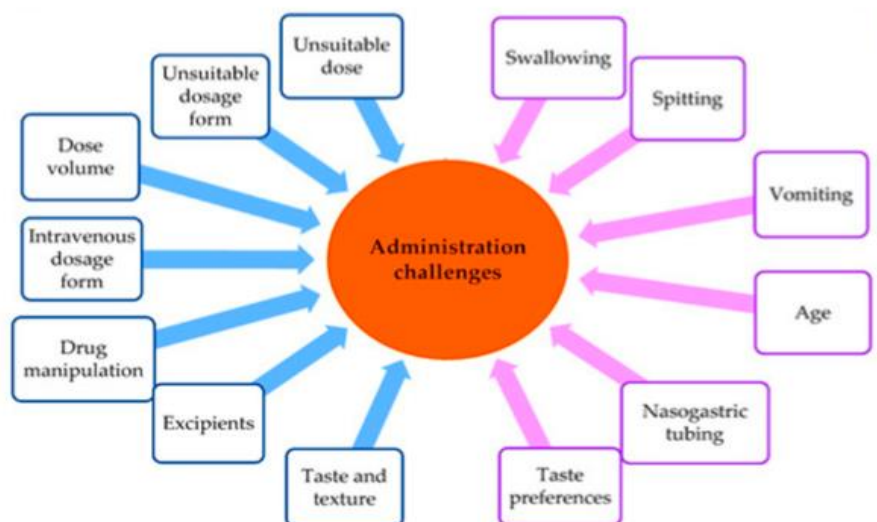 Unsuitable
dose
Unsuitable
dosage
form
Dose
volume
Intravenous
dosage
form
Drug
manipulation
Excipients
Taste and
texture
Administration
challenges
Swallowing
Spitting
Vomiting
Age
Nasogastric
tubing
Taste
preferences